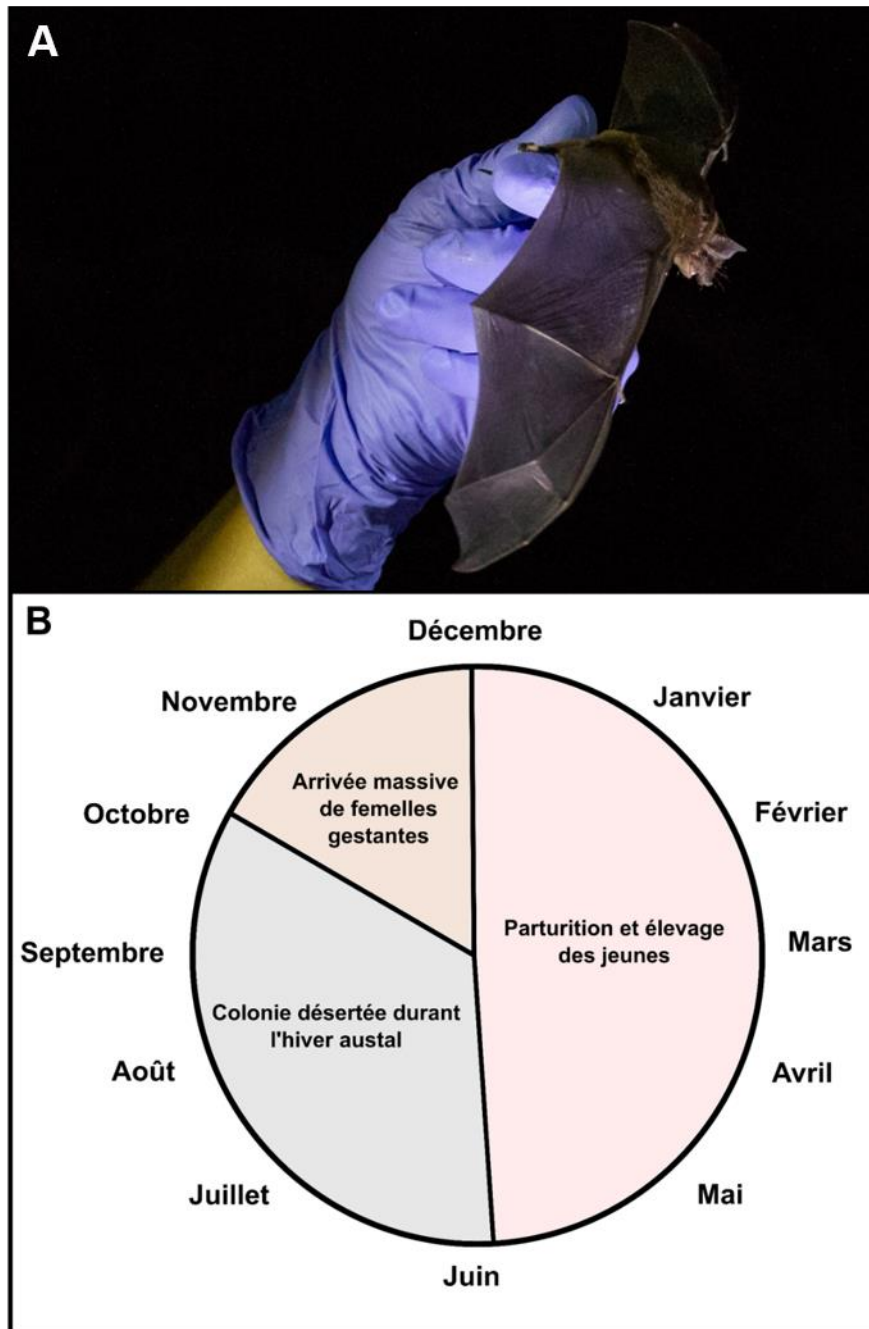 A
B
Décembre
Novembre
Janvier
Arrivée massive
de femelles
gestantes
Octobre
Février
Parturition et élevage
des jeunes
Mars
Septembre
Colonie désertée durant
l'hiver austal
Août
Avril
Juillet
Mai
Juin